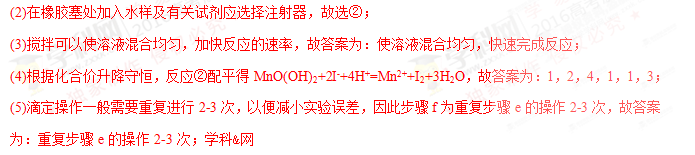 (2)在橡胶塞处加入水样及有关试剂应选择注射器，故选②；
(3)搅拌可以使溶液混合均匀，加快反应的速率，故答案为：使溶液混合均匀，快速完成反应；
(4)根据化合价升降守恒，反应②配平得 MnO(OH)₂+2I⁻+4H⁺=Mn²⁺+I₂+3H₂O，故答案为：1，2，4，1，1，3；
(5)滴定操作一般需要重复进行 2-3 次，以便减小实验误差，因此步骤 f 为重复步骤 e 的操作 2-3 次，故答案
为：重复步骤 e 的操作 2-3 次；学科&网